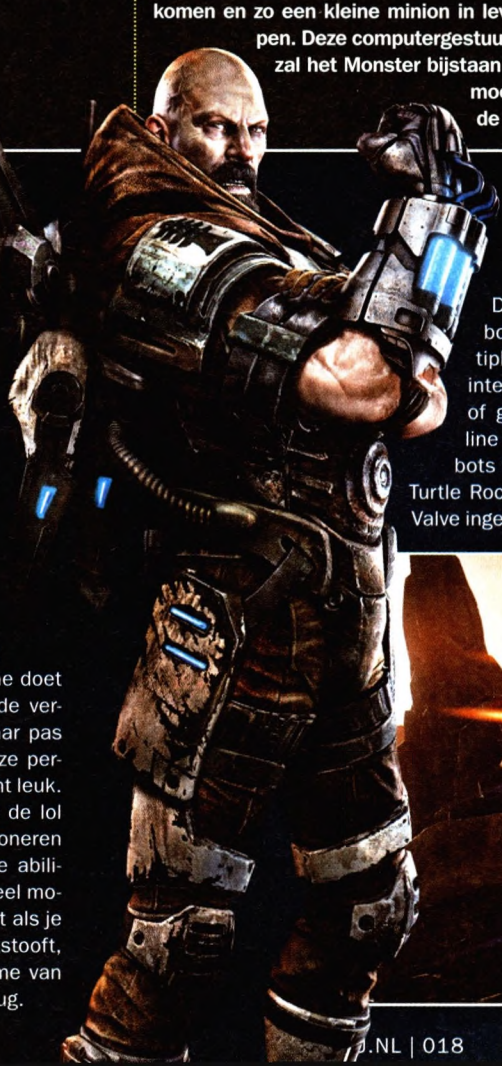 komen en zo een kleine minion in lev
pen. Deze computergestuu
zal het Monster bijstaan
moe
de
D
bo
tipl
inte
of g
line
bots
Turtle Roc
Valve inge
e doet
de ver-
ar pas
ze per-
nt leuk.
de lol
oneren
e abili-
eel mo-
t als je
stooft,
me van
ug.
J.NL | 018